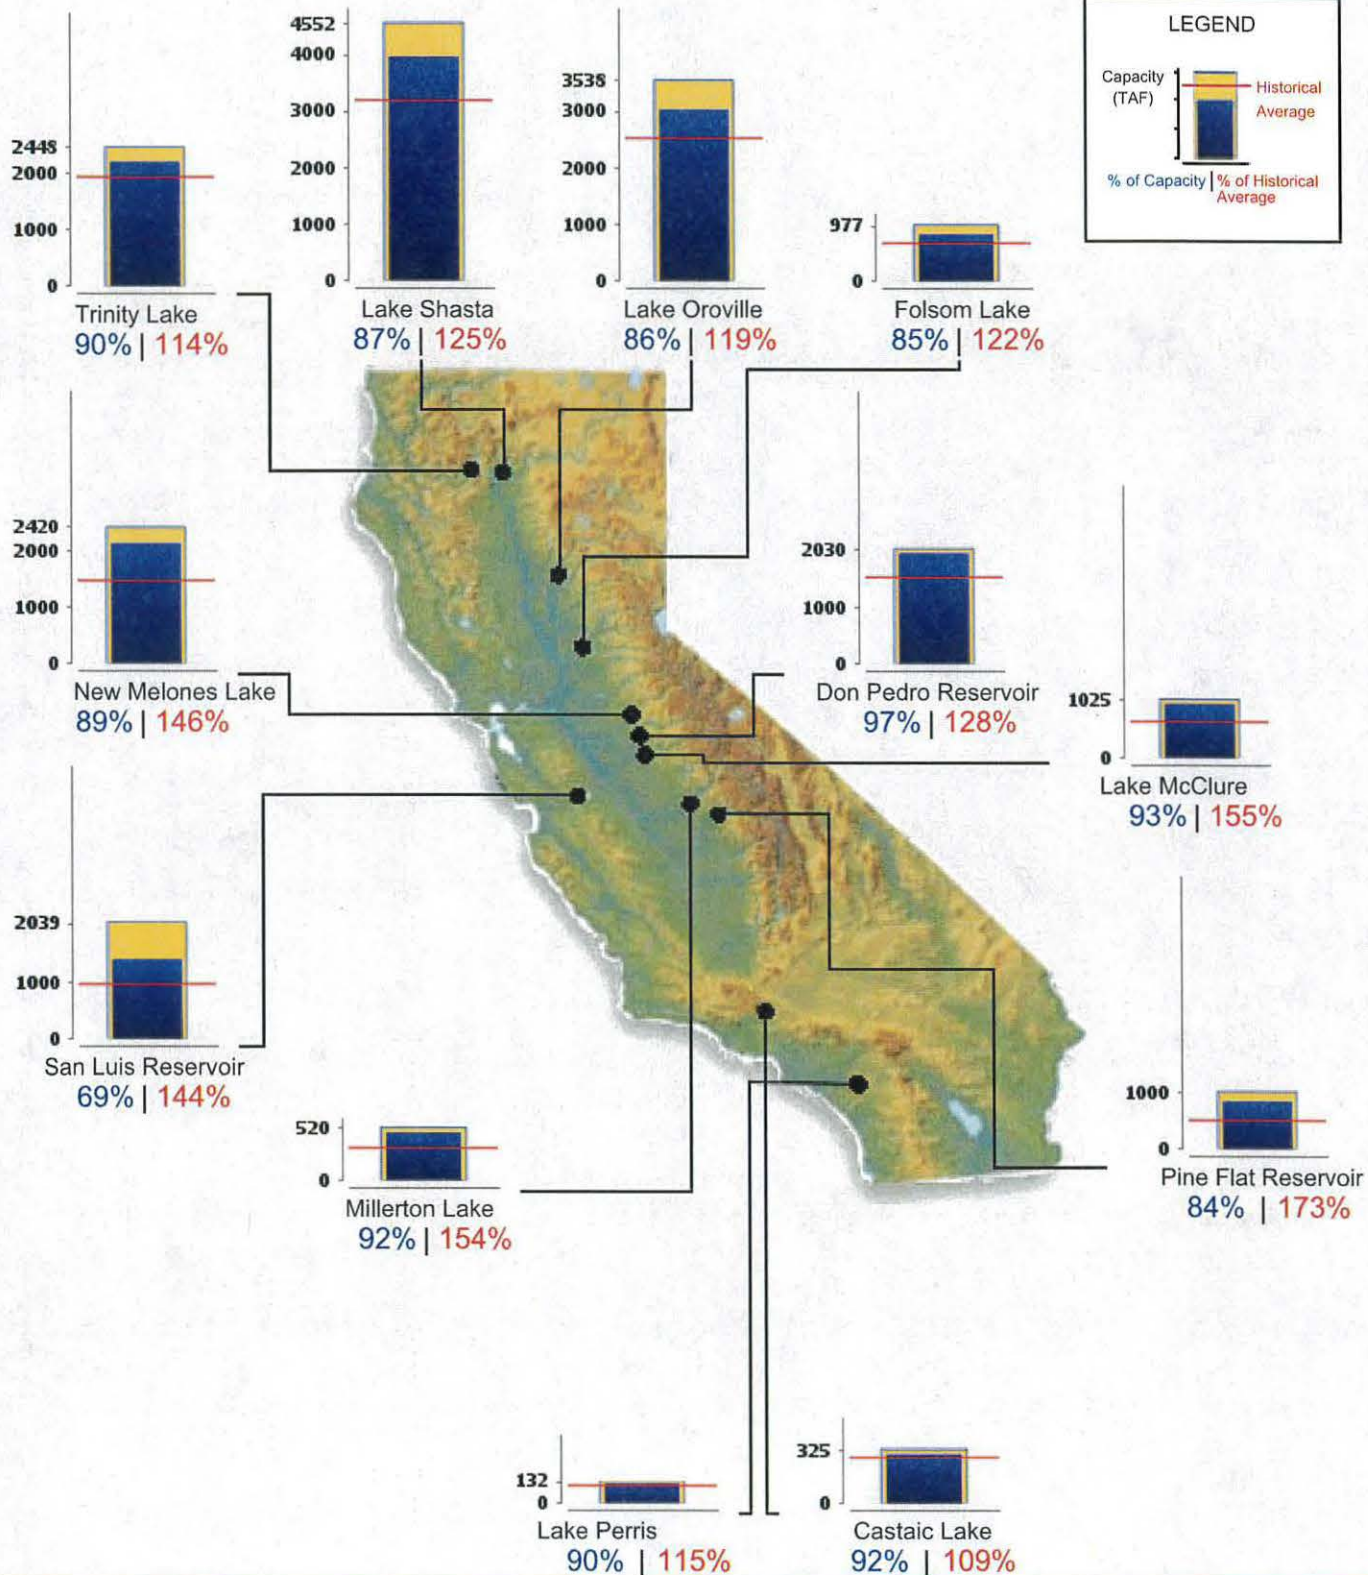 LEGEND
Capacity
(TAF)
Historical
Average
% of Capacity | % of Historical
Average
4552
4000
3000
2000
1000
0
Lake Shasta
87% | 125%
3538
3000
2000
1000
0
Lake Oroville
86% | 119%
2448
2000
1000
0
Trinity Lake
90% | 114%
977
0
Folsom Lake
85% | 122%
2420
2000
1000
0
New Melones Lake
89% | 146%
2030
1000
0
Don Pedro Reservoir
97% | 128%
1025
0
Lake McClure
93% | 155%
2039
1000
0
San Luis Reservoir
69% | 144%
520
0
Millerton Lake
92% | 154%
1000
0
Pine Flat Reservoir
84% | 173%
132
0
Lake Perris
90% | 115%
325
0
Castaic Lake
92% | 109%